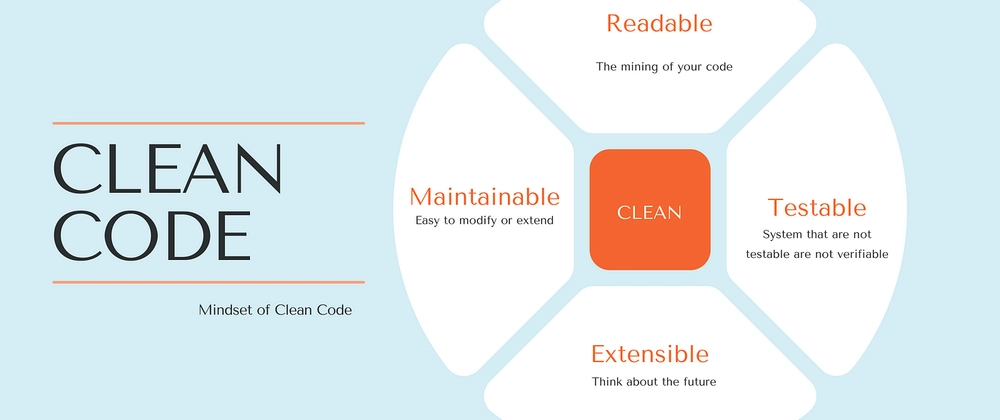 CLEAN
CODE
Mindset of Clean Code
Readable
The mining of your code
Maintainable
Easy to modify or extend
CLEAN
Testable
System that are not
testable are not verifiable
Extensible
Think about the future